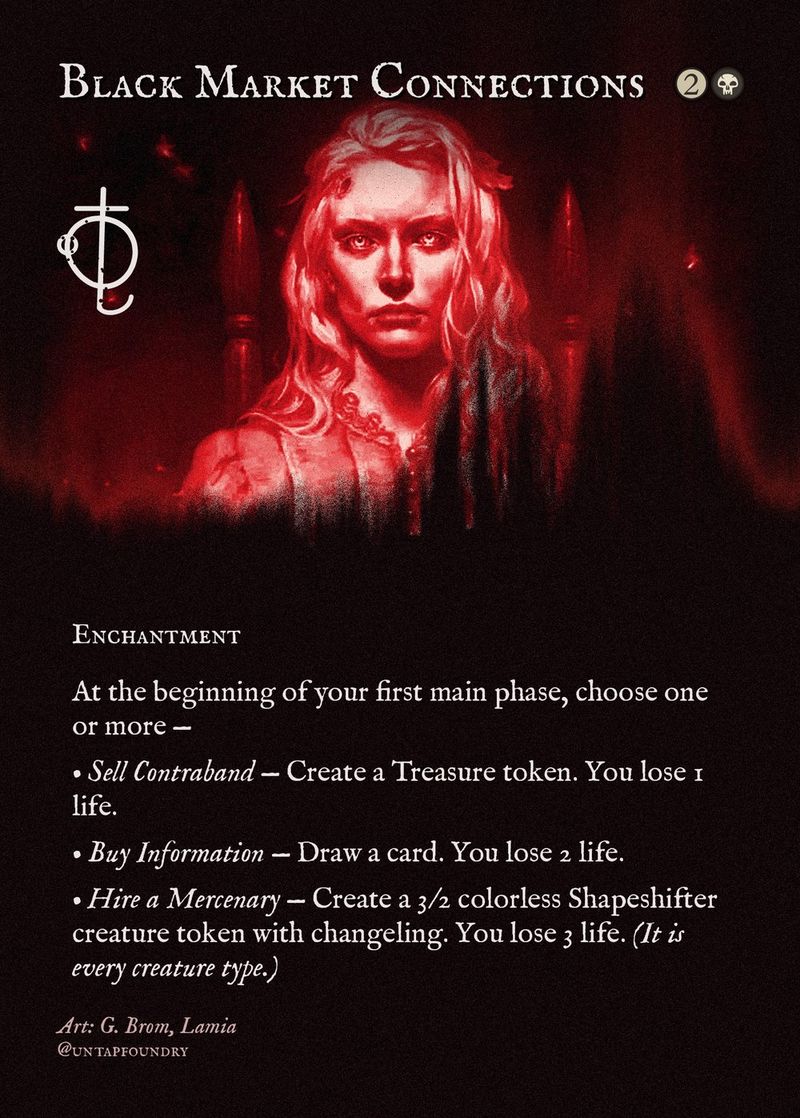 Black Market Connections 2
Enchantment
At the beginning of your first main phase, choose one
or more —
• Sell Contraband — Create a Treasure token. You lose 1
life.
• Buy Information — Draw a card. You lose 2 life.
• Hire a Mercenary — Create a 3/2 colorless Shapeshifter
creature token with changeling. You lose 3 life. (It is
every creature type.)
Art: G. Brom, Lamia
@untapfoundry